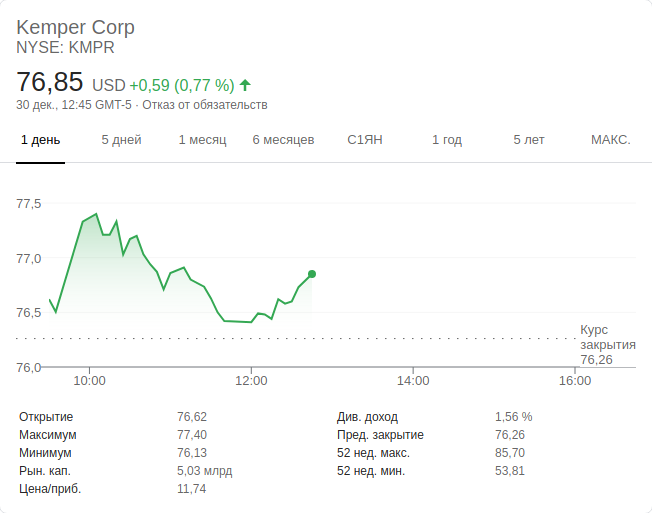 Kemper Corp
NYSE: KMPR
76,85 USD +0,59 (0,77 %)
30 дек., 12:45 GMT-5 · Отказ от обязательств
1 день 5 дней 1 месяц 6 месяцев С1ЯН 1 год 5 лет МАКС.
77,5
77,0
76,5
Курс
закрытия
76,26
76,0
10:00 12:00 14:00 16:00
Открытие 76,62 Див. доход 1,56 %
Максимум 77,40 Пред. закрытие 76,26
Минимум 76,13 52 нед. макс. 85,70
Рын. кап. 5,03 млрд 52 нед. мин. 53,81
Цена/приб. 11,74